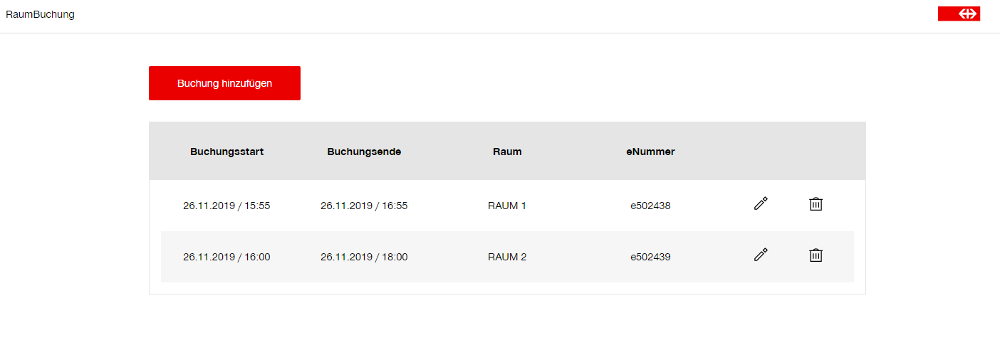 RaumBuchung
Buchung hinzufügen
Buchungsstart Buchungsende Raum eNummer
26.11.2019 / 15:55 26.11.2019 / 16:55 RAUM 1 e502438
26.11.2019 / 16:00 26.11.2019 / 18:00 RAUM 2 e502439